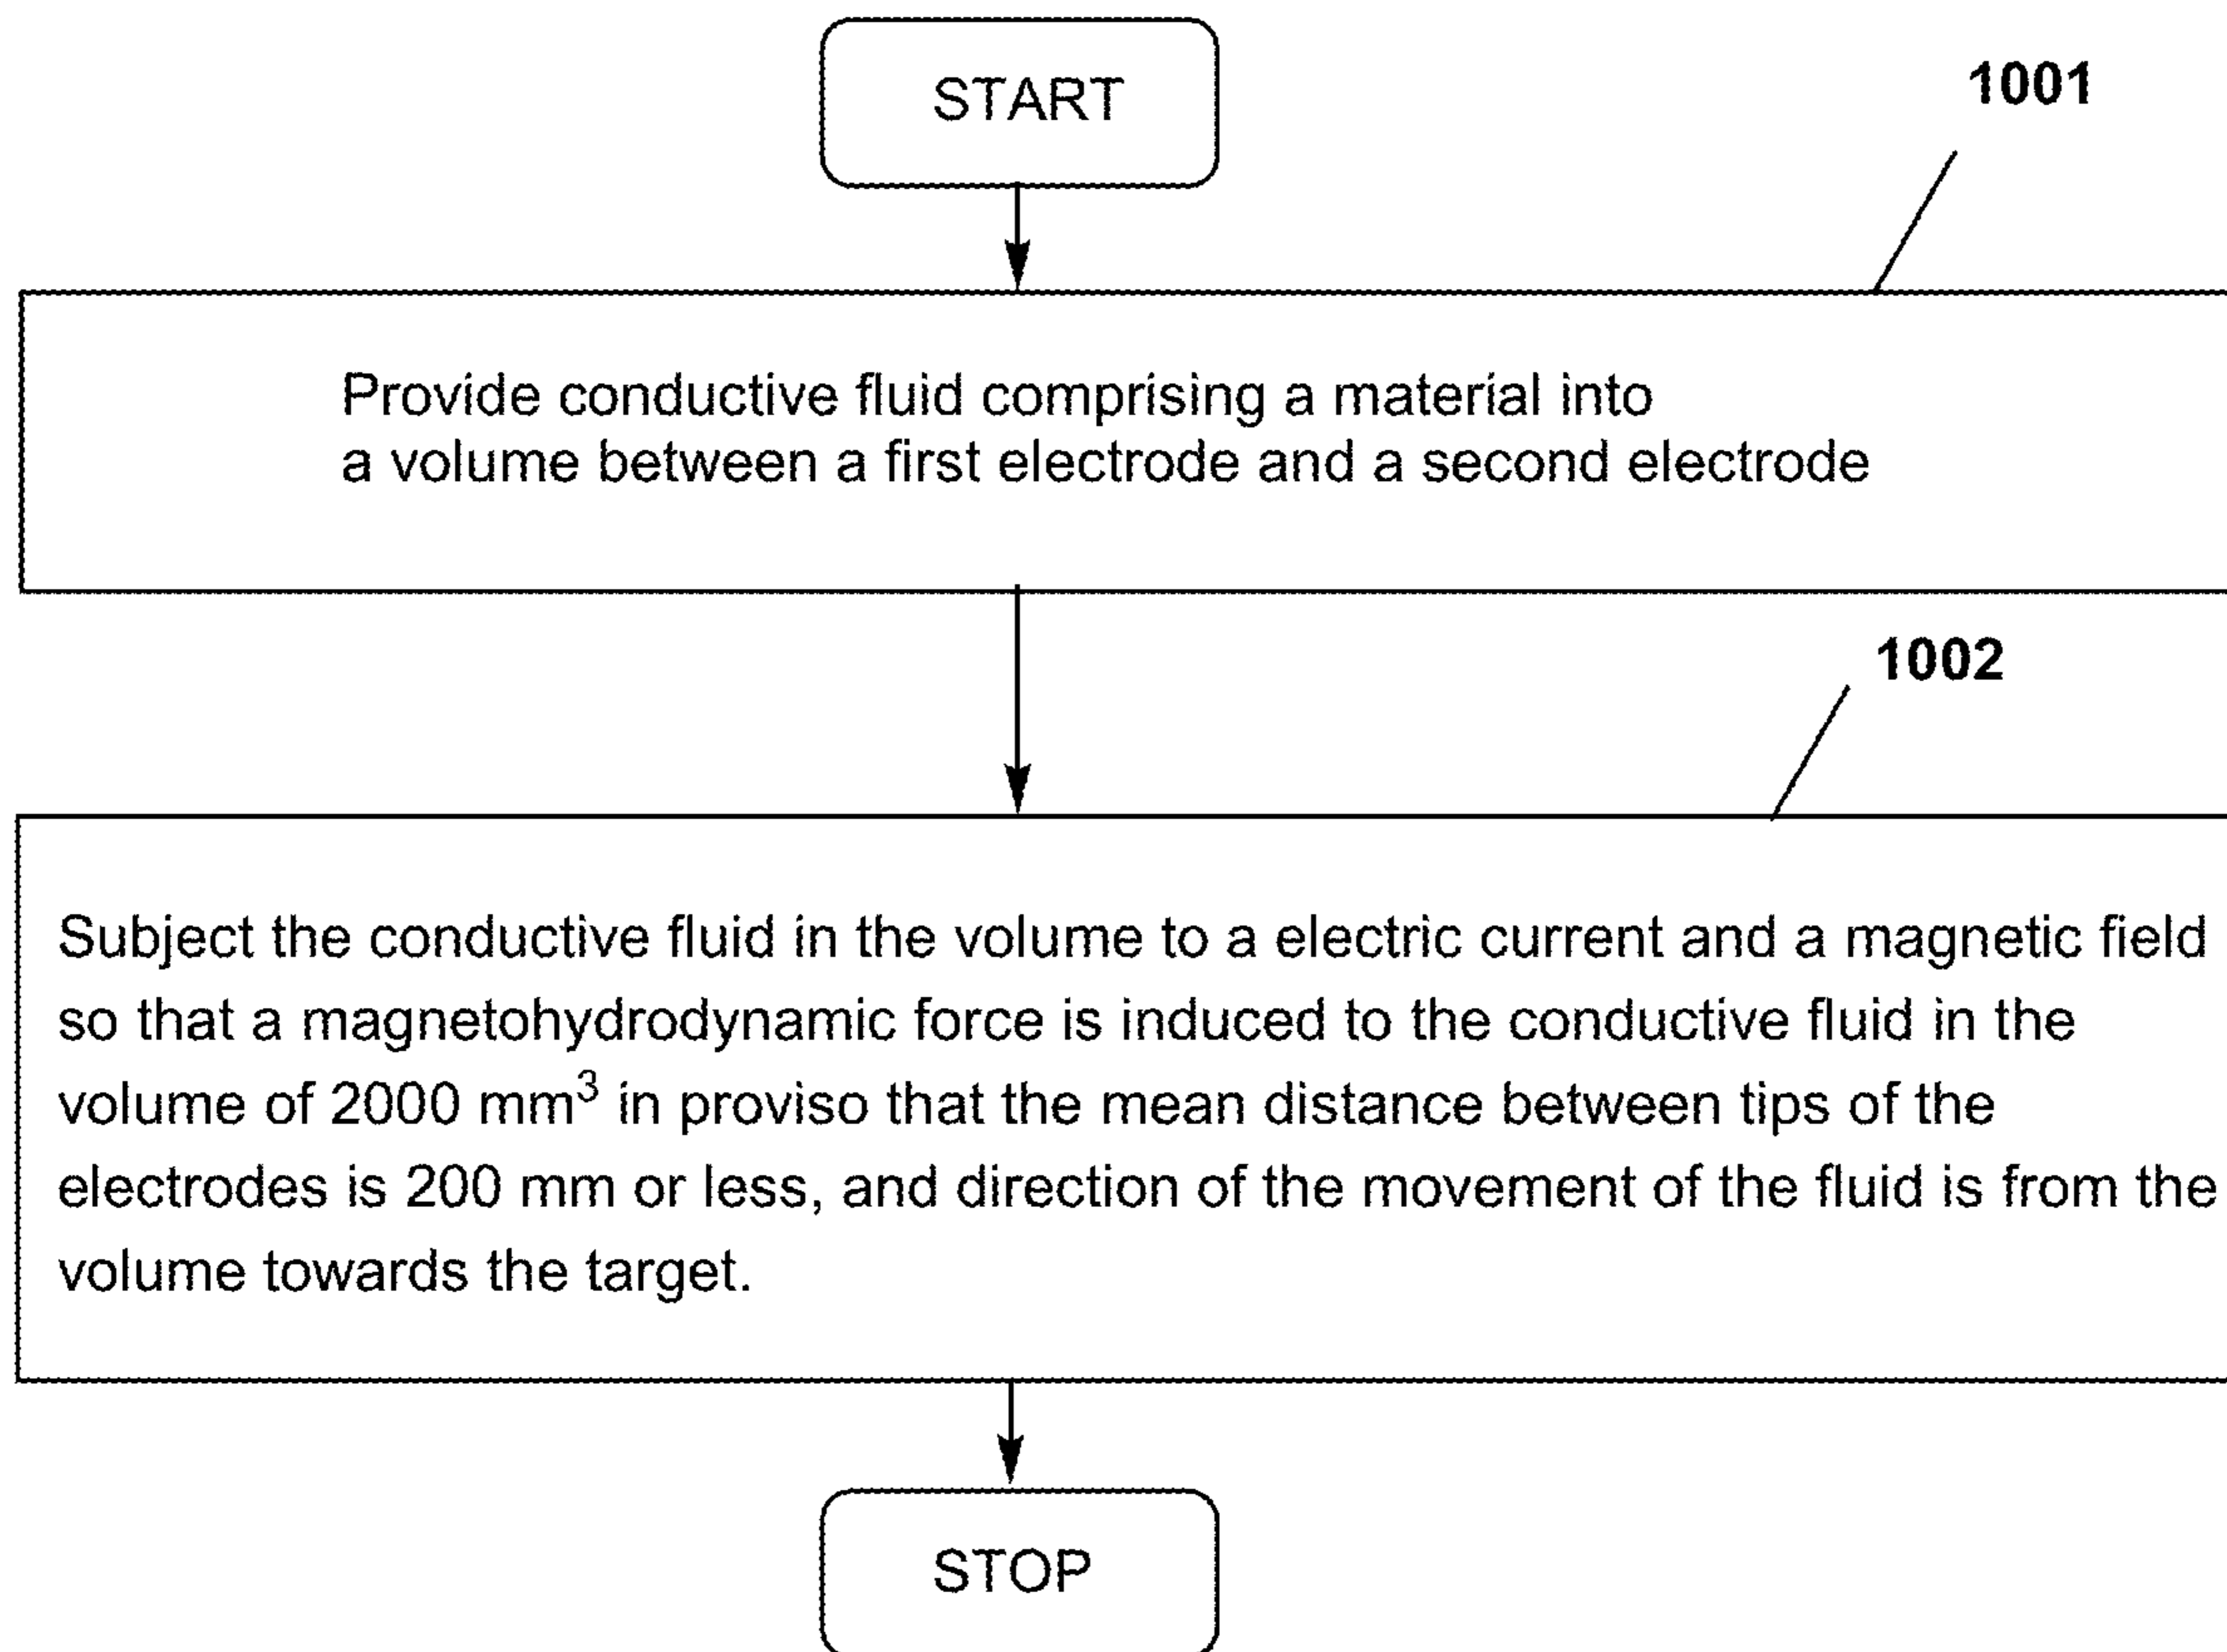 START
1001
Provide conductive fluid comprising a material into
a volume between a first electrode and a second electrode
1002
Subject the conductive fluid in the volume to a electric current and a magnetic field
so that a magnetohydrodynamic force is induced to the conductive fluid in the
volume of 2000 mm³ in proviso that the mean distance between tips of the
electrodes is 200 mm or less, and direction of the movement of the fluid is from the
volume towards the target.
STOP